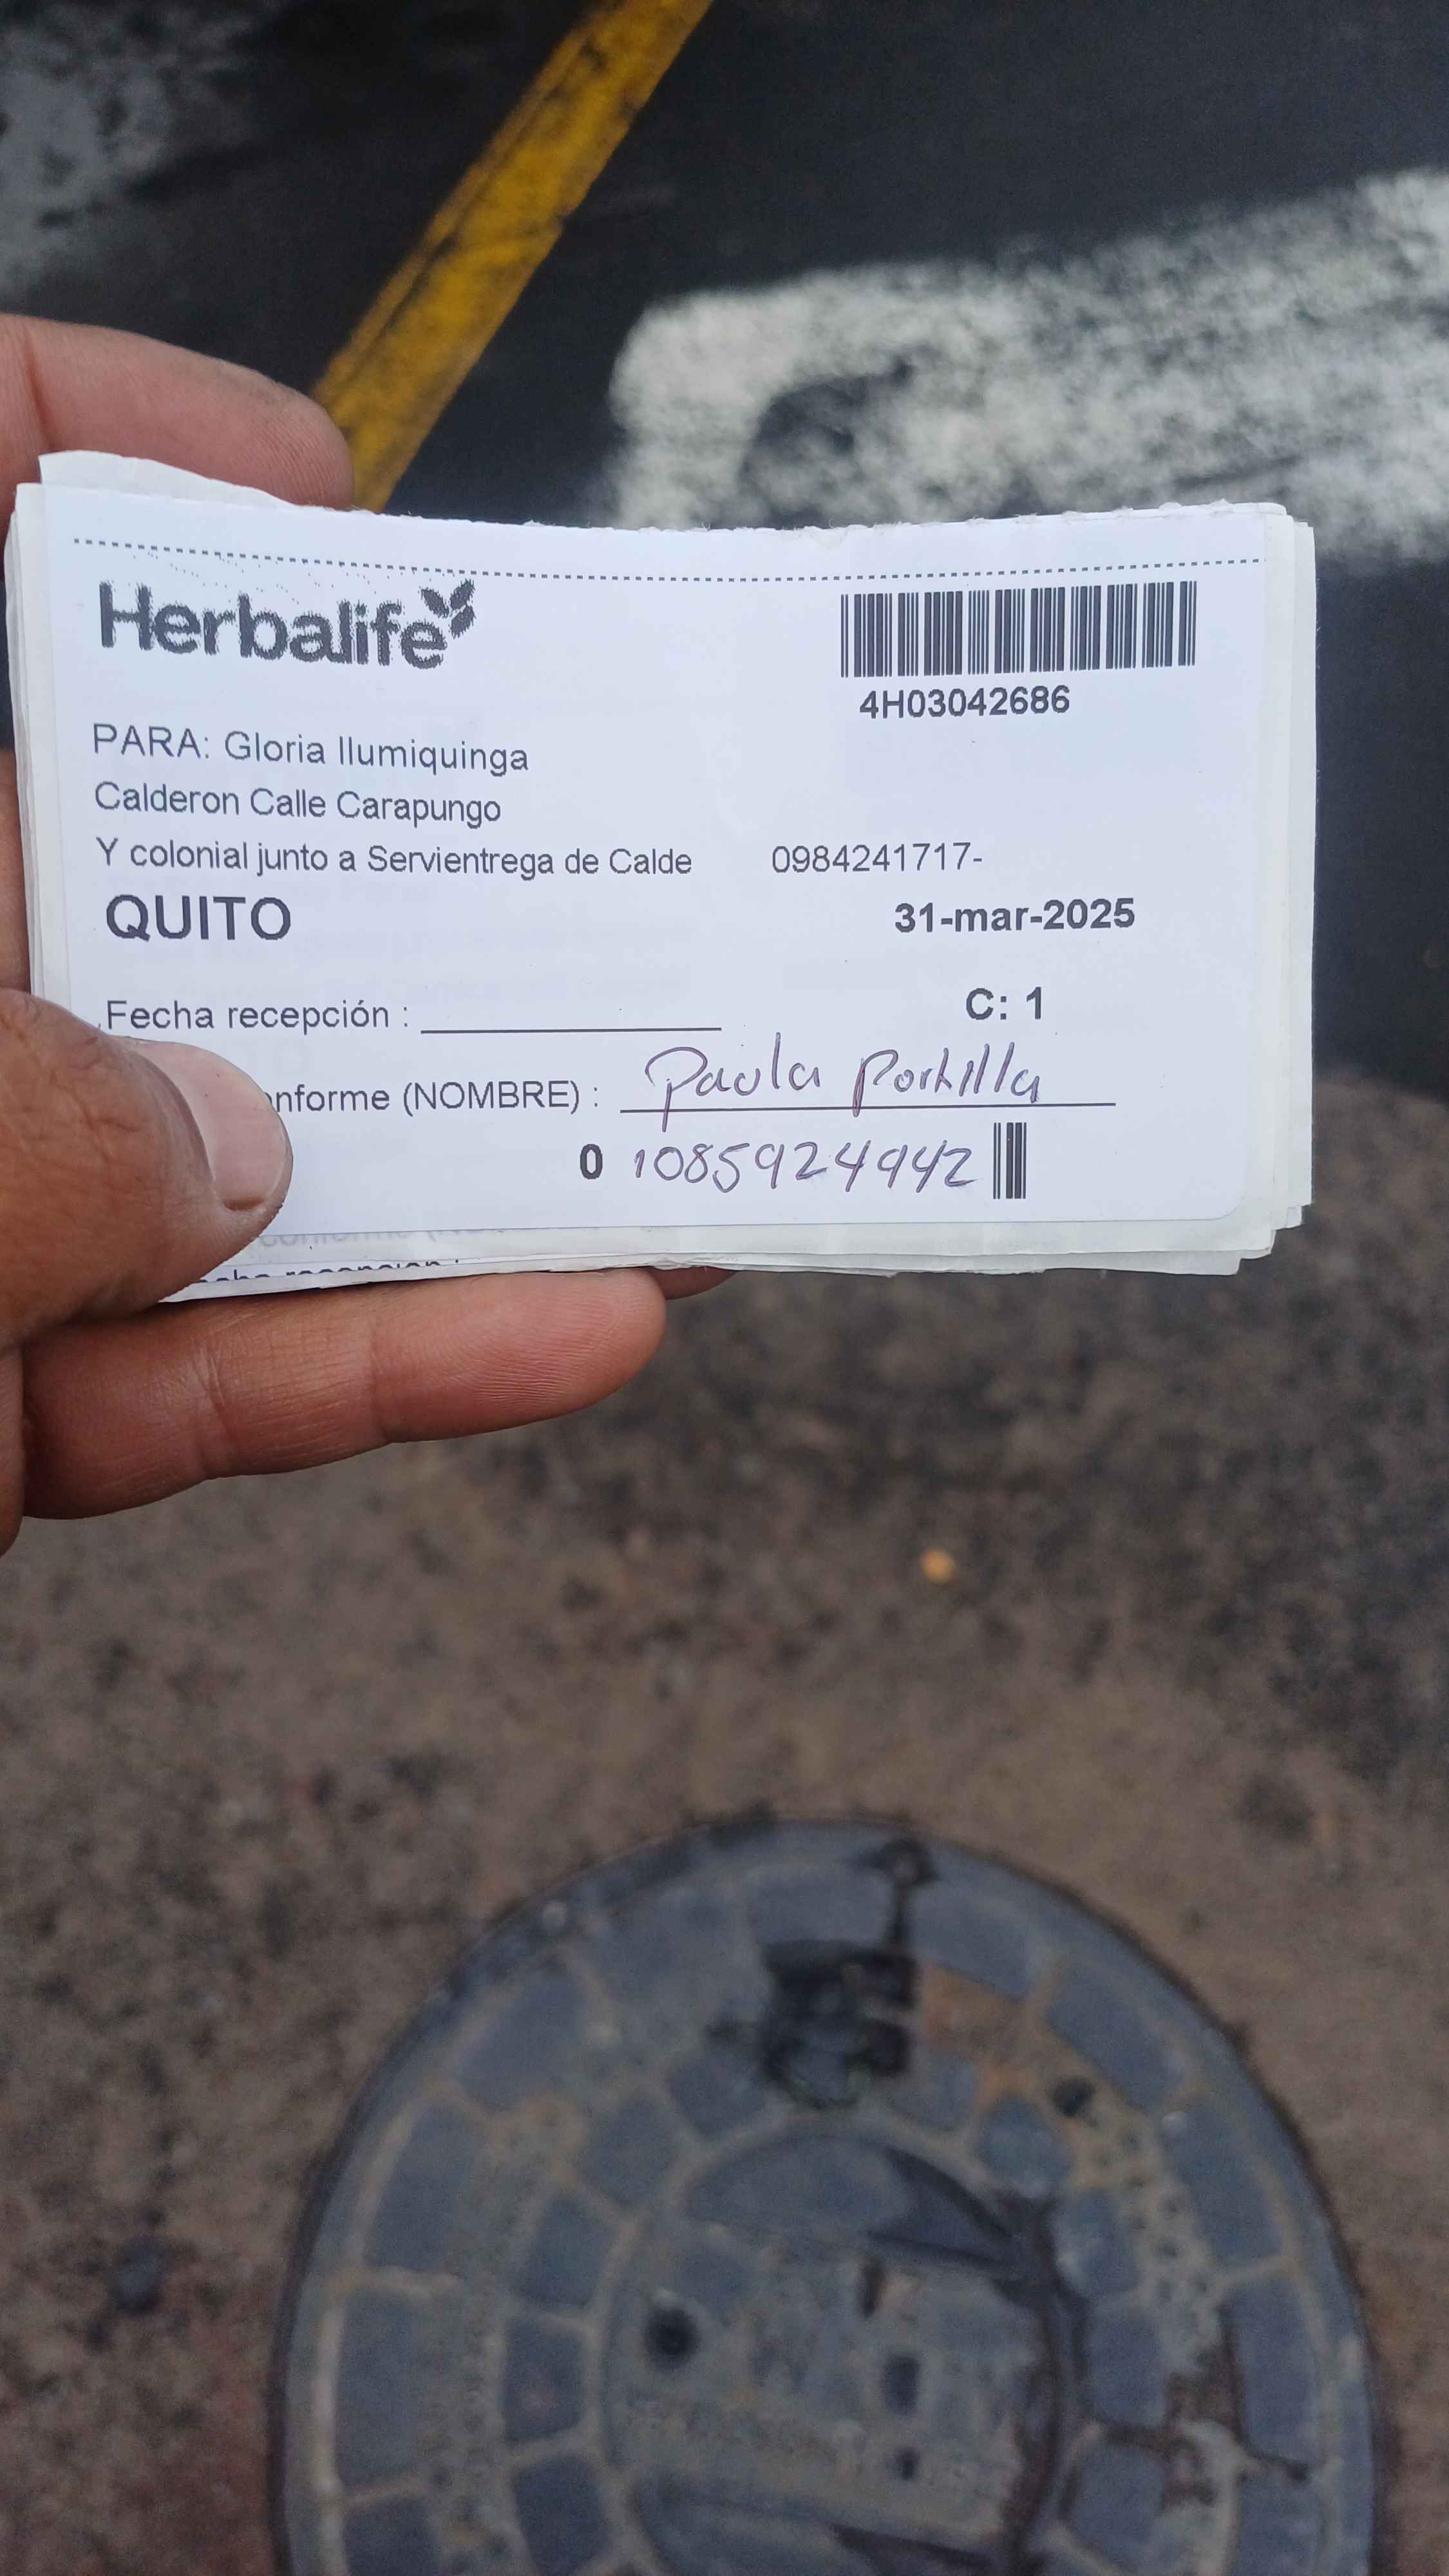 Herbalife
4H03042686
PARA: Gloria Ilumiquinga
Calderon Calle Carapungo
Y colonial junto a Servientrega de Calde 0984241717-
QUITO 31-mar-2025
Fecha recepción : C: 1
nforme (NOMBRE) : Paola Portilla
0 1085924942